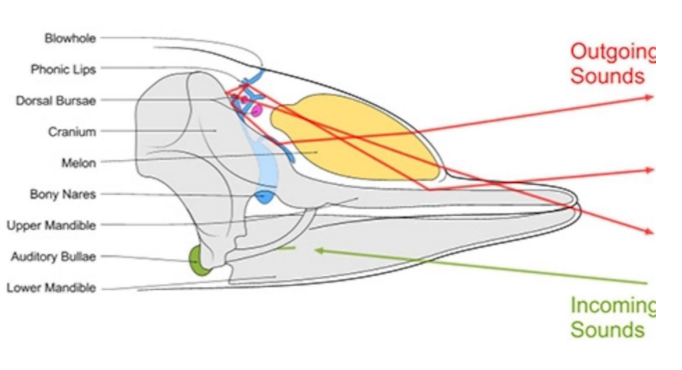 Blowhole
Phonic Lips
Dorsal Bursae
Cranium
Melon
Bony Nares
Upper Mandible
Auditory Bullae
Lower Mandible
Outgoing
Sounds
Incoming
Sounds